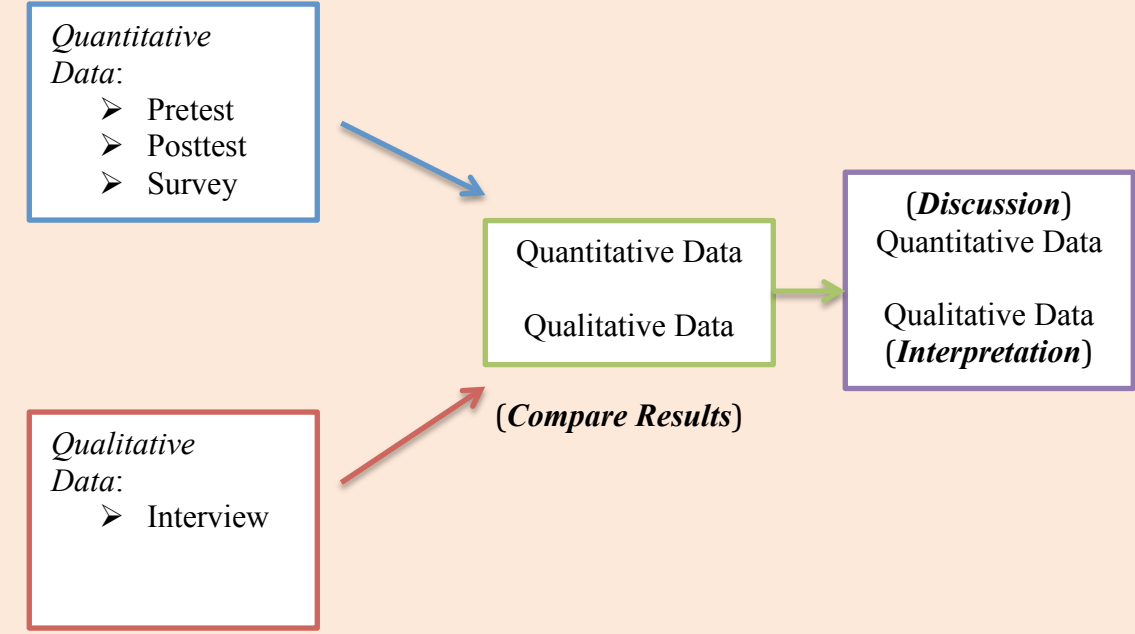 Quantitative
Data:
➢ Pretest
➢ Posttest
➢ Survey
Qualitative
Data:
➢ Interview
Quantitative Data
Qualitative Data
(Compare Results)
(Discussion)
Quantitative Data
Qualitative Data
(Interpretation)